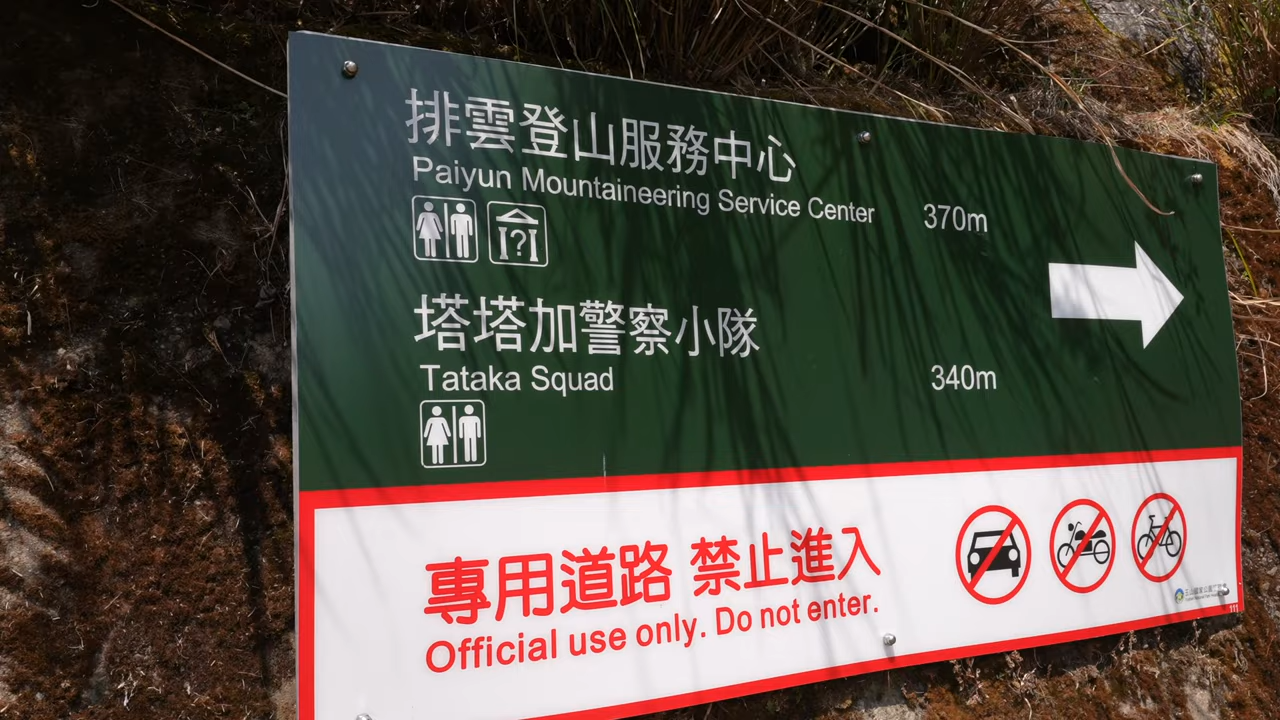 排雲登山服務中心
Paiyun Mountaineering Service Center 370m
?
塔塔加警察小隊
Tataka Squad 340m
專用道路 禁止進入
Official use only. Do not enter.
111